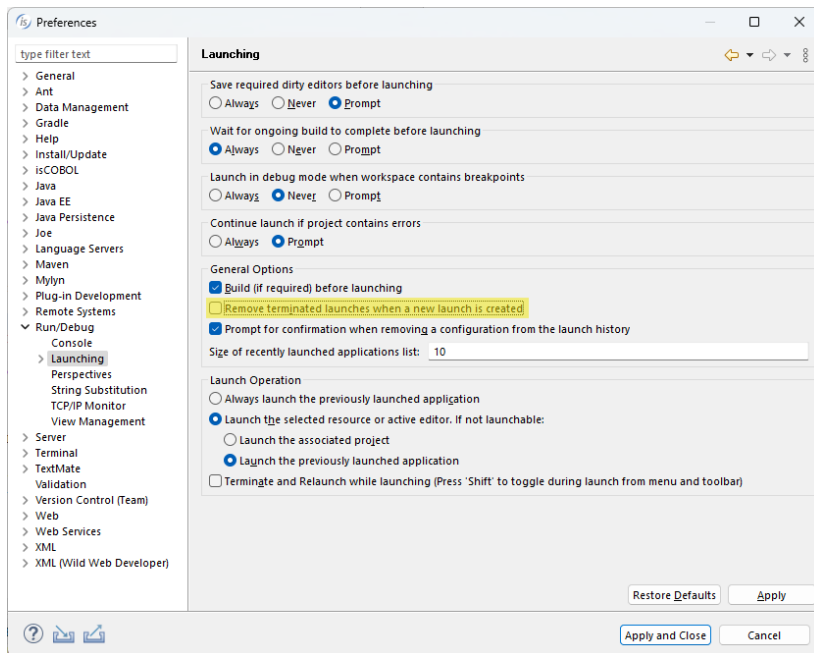 is Preferences
type filter text
General
Ant
Data Management
Gradle
Help
Install/Update
isCOBOL
Java
Java EE
Java Persistence
Joe
Language Servers
Maven
Mylyn
Plug-in Development
Remote Systems
Run/Debug
Console
Launching
Perspectives
String Substitution
TCP/IP Monitor
View Management
Server
Terminal
TextMate
Validation
Version Control (Team)
Web
Web Services
XML
XML (Wild Web Developer)
Launching
Save required dirty editors before launching
Always Never Prompt
Wait for ongoing build to complete before launching
Always Never Prompt
Launch in debug mode when workspace contains breakpoints
Always Never Prompt
Continue launch if project contains errors
Always Prompt
General Options
Build (if required) before launching
Remove terminated launches when a new launch is created
Prompt for confirmation when removing a configuration from the launch history
Size of recently launched applications list: 10
Launch Operation
Always launch the previously launched application
Launch the selected resource or active editor. If not launchable:
Launch the associated project
Launch the previously launched application
Terminate and Relaunch while launching (Press 'Shift' to toggle during launch from menu and toolbar)
Restore Defaults Apply
? Apply and Close Cancel